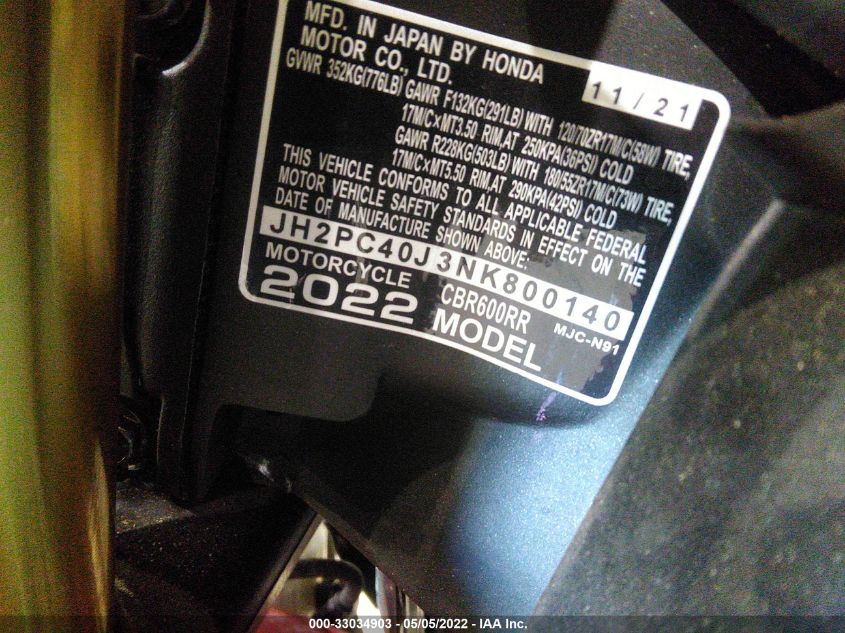 MFD. IN JAPAN BY HONDA
MOTOR CO., LTD.
11/21
GVWR 352KG(776LB) GAWR F132KG(291LB) WITH 120/70ZR17M/C(58W) TIRE,
17M/C×MT3.50 RIM, AT 250KPA(36PSI) COLD
GAWR R228KG(503LB) WITH 180/55ZR17M/C(73W) TIRE,
17M/C×MT5.50 RIM, AT 290KPA(42PSI) COLD
THIS VEHICLE CONFORMS TO ALL APPLICABLE FEDERAL
MOTOR VEHICLE SAFETY STANDARDS IN EFFECT ON THE
DATE OF MANUFACTURE SHOWN ABOVE:
JH2PC40J3NK800140
MOTORCYCLE CBR600RR MJC-N91
2022 MODEL
000-33034903 - 05/05/2022 - IAA Inc.